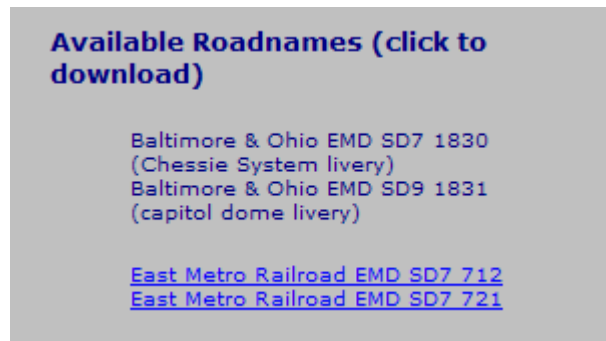 Available Roadnames (click to
download)
Baltimore & Ohio EMD SD7 1830
(Chessie System livery)
Baltimore & Ohio EMD SD9 1831
(capitol dome livery)
East Metro Railroad EMD SD7 712
East Metro Railroad EMD SD7 721